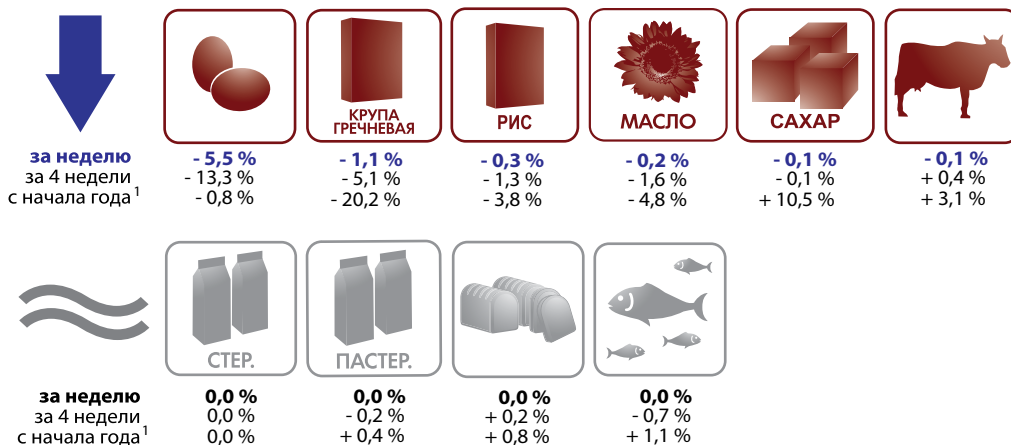 КРУПА
ГРЕЧНЕВАЯ
РИС
МАСЛО
САХАР
за неделю - 5,5 % - 1,1 % - 0,3 % - 0,2 % - 0,1 % - 0,1 %
за 4 недели - 13,3 % - 5,1 % - 1,3 % - 1,6 % - 0,1 % + 0,4 %
с начала года¹ - 0,8 % - 20,2 % - 3,8 % - 4,8 % + 10,5 % + 3,1 %
СТЕР.
ПАСТЕР.
за неделю 0,0 % 0,0 % 0,0 % 0,0 %
за 4 недели 0,0 % - 0,2 % + 0,2 % - 0,7 %
с начала года¹ 0,0 % + 0,4 % + 0,8 % + 1,1 %